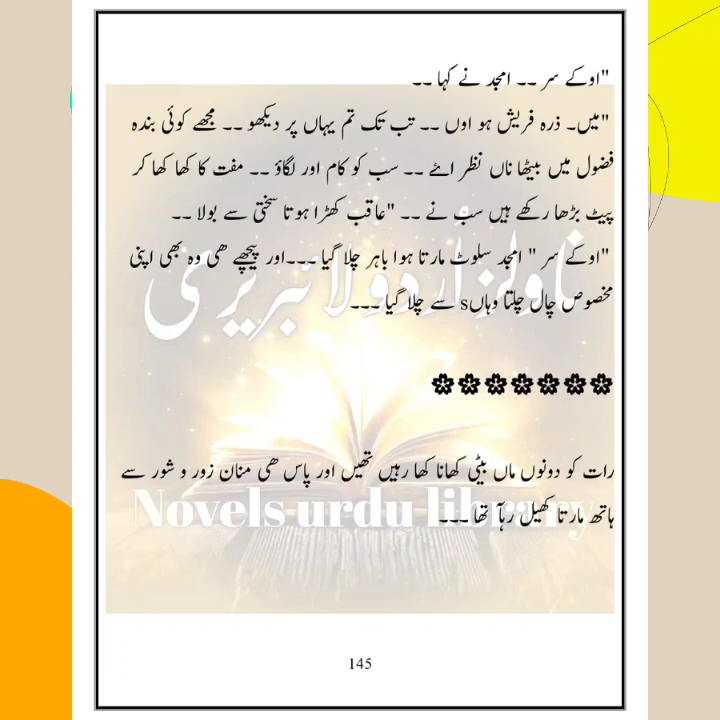 "اوکے سر ۔۔ امجد نے کہا ۔۔
"میں۔ ذرہ فریش ہو اوں ۔۔ تب تک تم یہاں پر دیکھو ۔۔ مجھے کوئی بندہ
فضول میں بیٹھا ناں نظر ائے ۔۔ سب کو کام اور لگاؤ ۔۔ مفت کا کھا کھا کر
پیٹ بڑھا رکھے ہیں سب نے ۔۔ "عاقب کھڑا ہوتا سختی سے بولا ۔۔
"اوکے سر " امجد سلوٹ مارتا ہوا باہر چلا گیا ۔۔۔اور پیچھے ھی وہ بھی اپنی
مخصوص چال چلتا وہاںs سے چلا گیا ۔۔۔
ناولز اُردو لائبریری
❀❀❀❀❀❀❀
رات کو دونوں ماں بیٹی کھانا کھا رہیں تھیں اور پاس ھی منان زور و شور سے
Novels urdu library
ہاتھ مارتا کھیل رہآ تھا ۔۔۔
145